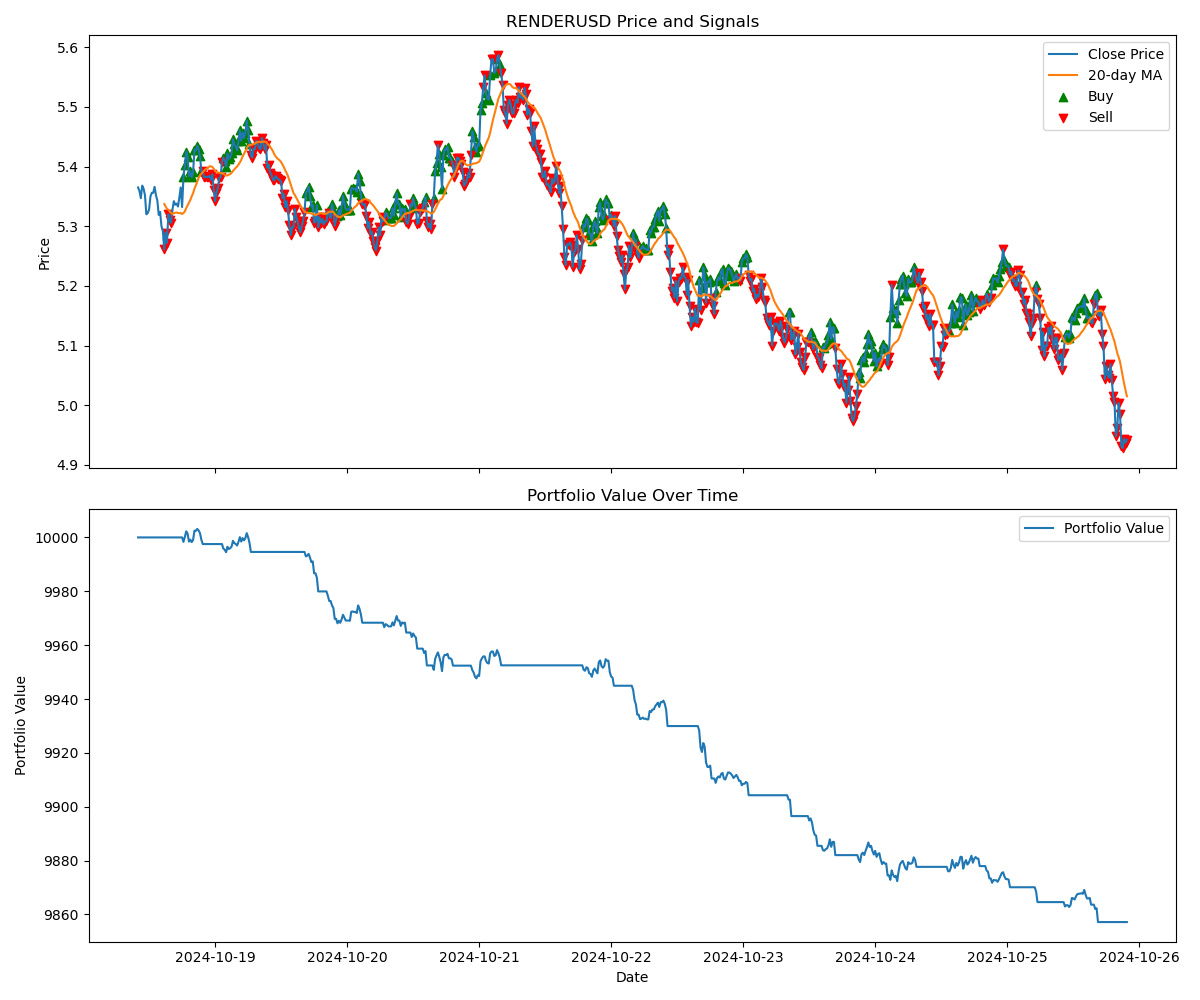 RENDERUSD Price and Signals
5.6
5.5
5.4
5.3
5.2
5.1
5.0
4.9
Price
Close Price
20-day MA
Buy
Sell
Portfolio Value Over Time
10000
9980
9960
9940
9920
9900
9880
9860
Portfolio Value
Portfolio Value
2024-10-19
2024-10-20
2024-10-21
2024-10-22
2024-10-23
2024-10-24
2024-10-25
2024-10-26
Date